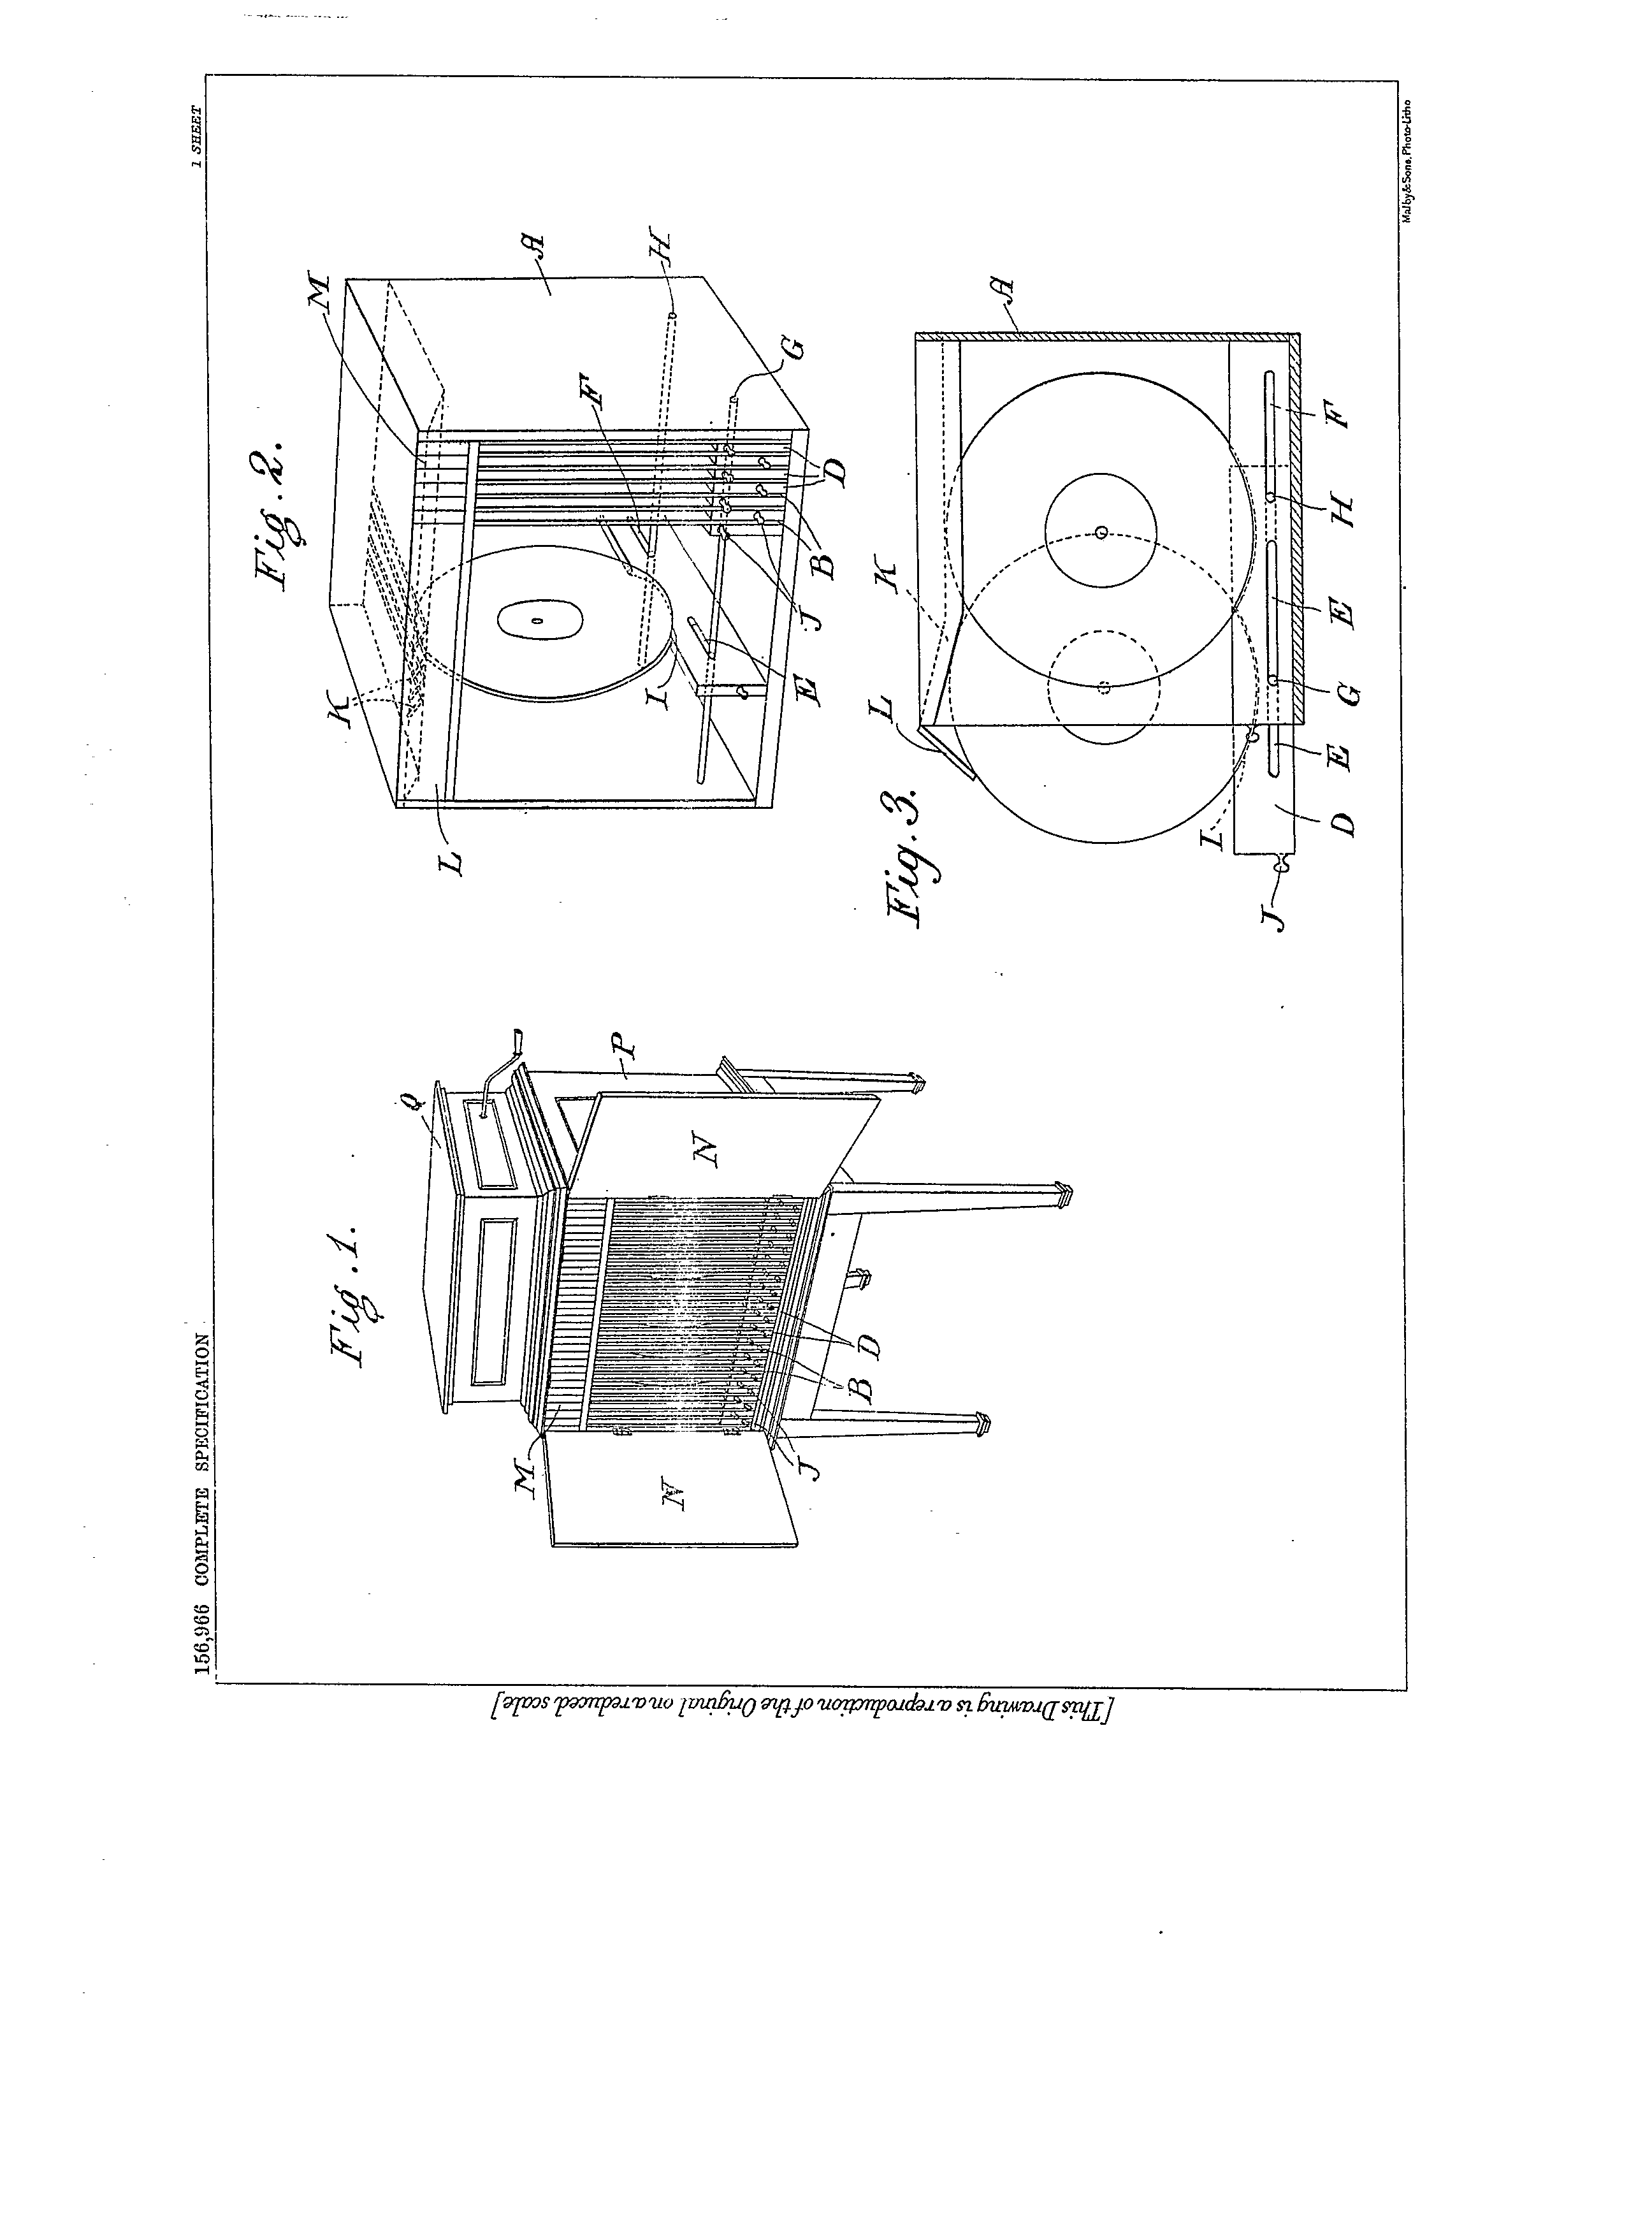 156,966 COMPLETE SPECIFICATION
1 SHEET
Fig. 1.
Q
P
N
N
M
J
B
D
Fig. 2.
M
A
H
G
F
K
L
I
E
J
B
D
Fig. 3.
A
K
L
I
J
D
E
G
E
H
F
[This Drawing is a reproduction of the Original on a reduced scale]
Malby&Sons, Photo-Litho